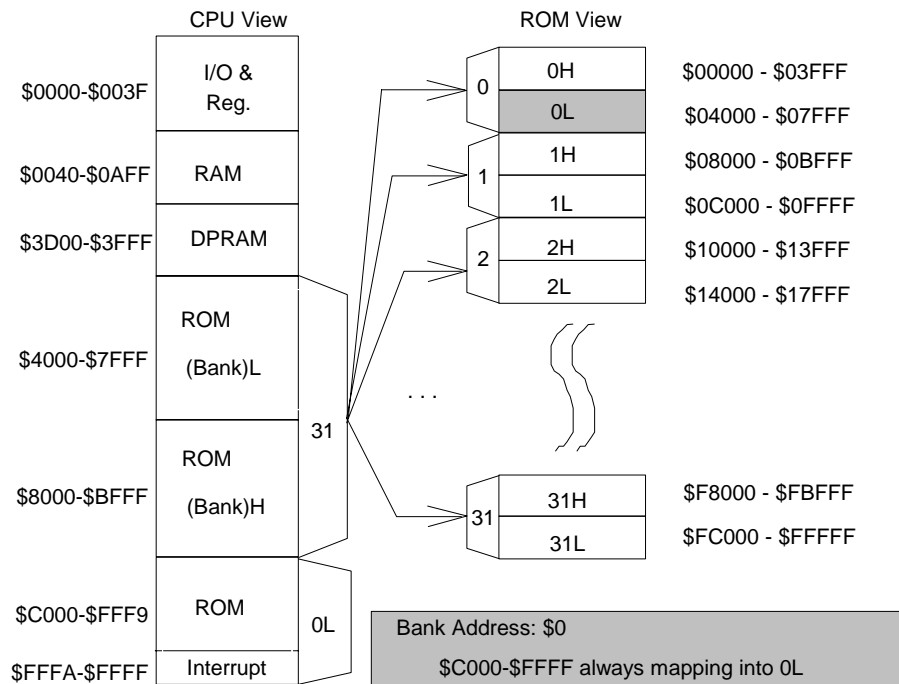 CPU View
ROM View
$0000-$003F
I/O &
Reg.
$0040-$0AFF
RAM
$3D00-$3FFF
DPRAM
$4000-$7FFF
ROM
(Bank)L
$8000-$BFFF
ROM
(Bank)H
31
$C000-$FFF9
ROM
0L
$FFFA-$FFFF
Interrupt
0
0H
$00000 - $03FFF
0L
$04000 - $07FFF
1
1H
$08000 - $0BFFF
1L
$0C000 - $0FFFF
2
2H
$10000 - $13FFF
2L
$14000 - $17FFF
. . .
31
31H
$F8000 - $FBFFF
31L
$FC000 - $FFFFF
Bank Address: $0
$C000-$FFFF always mapping into 0L